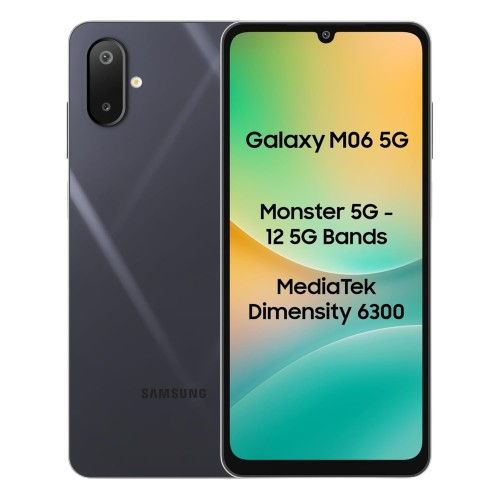 Galaxy M06 5G
Monster 5G -
12 5G Bands
MediaTek
Dimensity 6300
SAMSUNG